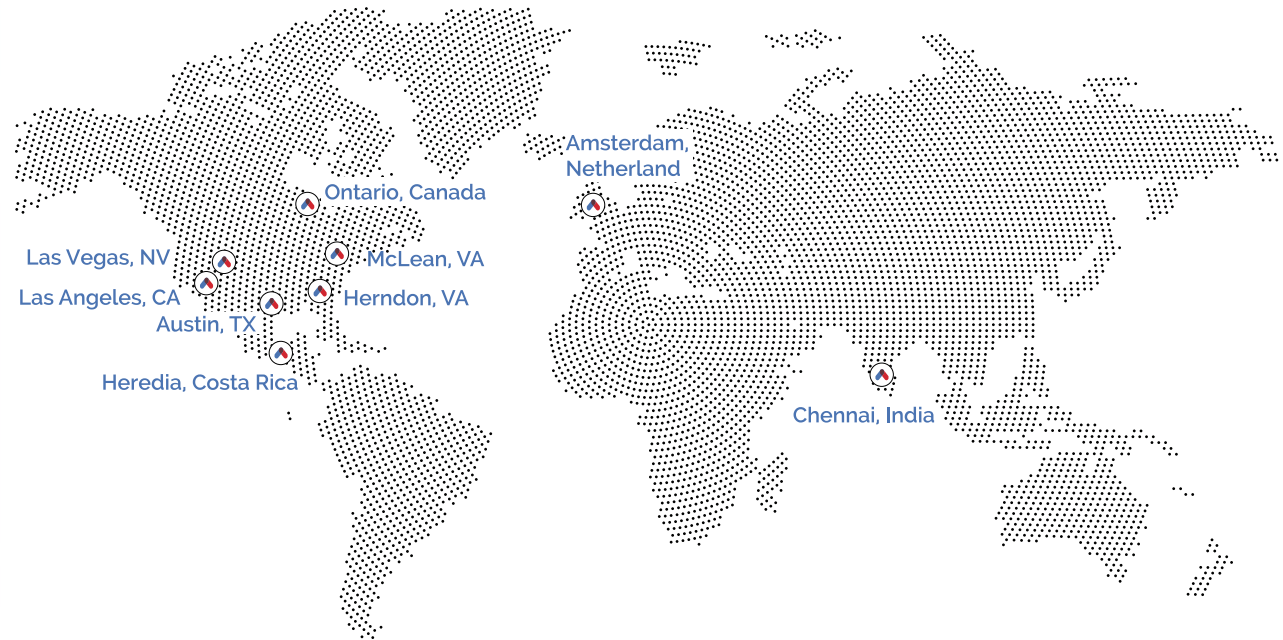 Amsterdam,
Netherland
Ontario, Canada
Las Vegas, NV
McLean, VA
Las Angeles, CA
Herndon, VA
Austin, TX
Heredia, Costa Rica
Chennai, India